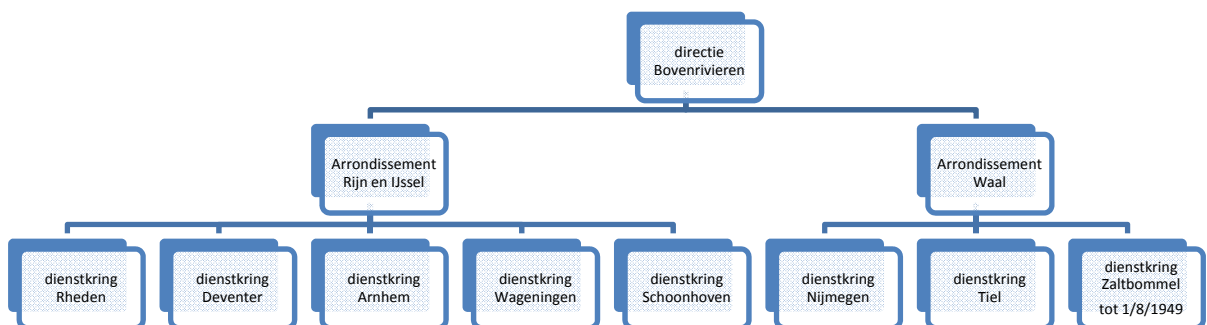 directie
Bovenrivieren
Arrondissement
Rijn en IJssel
Arrondissement
Waal
dienstkring
Rheden
dienstkring
Deventer
dienstkring
Arnhem
dienstkring
Wageningen
dienstkring
Schoonhoven
dienstkring
Nijmegen
dienstkring
Tiel
dienstkring
Zaltbommel
tot 1/8/1949